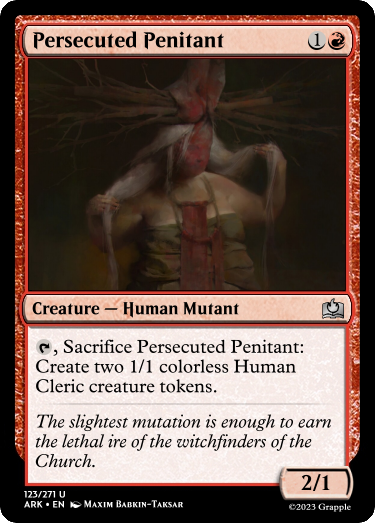 Persecuted Penitant 1
Creature — Human Mutant
, Sacrifice Persecuted Penitant:
Create two 1/1 colorless Human
Cleric creature tokens.
The slightest mutation is enough to earn
the lethal ire of the witchfinders of the
Church.
2/1
123/271 U
ARK • EN Maxim Babkin-Taksar
©2023 Grapple